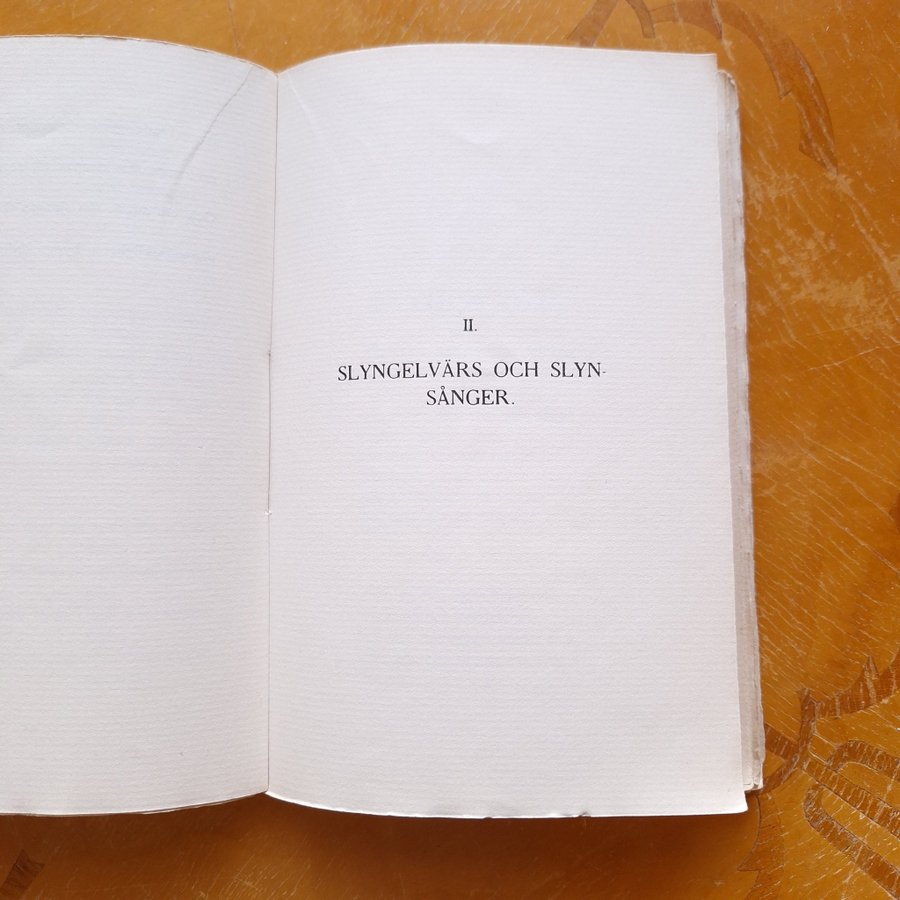 II.
SLYNGELVÄRS OCH SLYN-
SÅNGER.